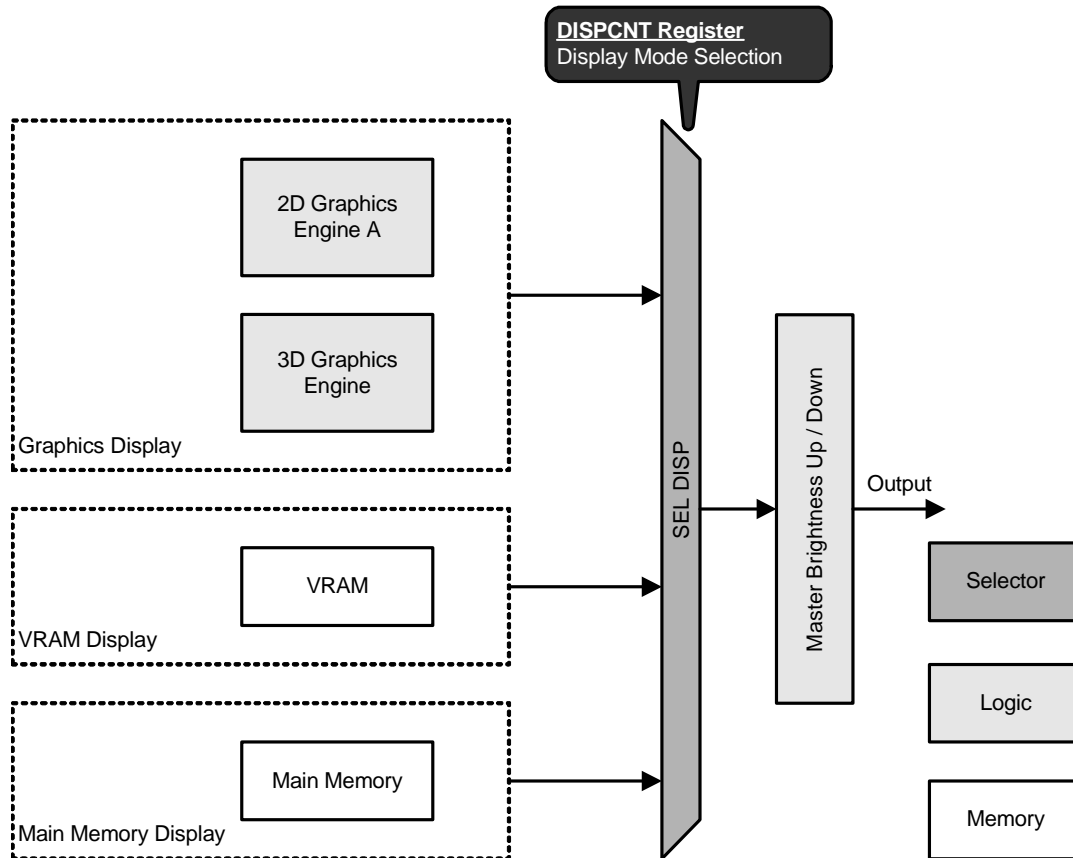 DISPCNT Register
Display Mode Selection
2D Graphics
Engine A
3D Graphics
Engine
Graphics Display
VRAM
VRAM Display
Main Memory
Main Memory Display
SEL DISP
Master Brightness Up / Down
Output
Selector
Logic
Memory